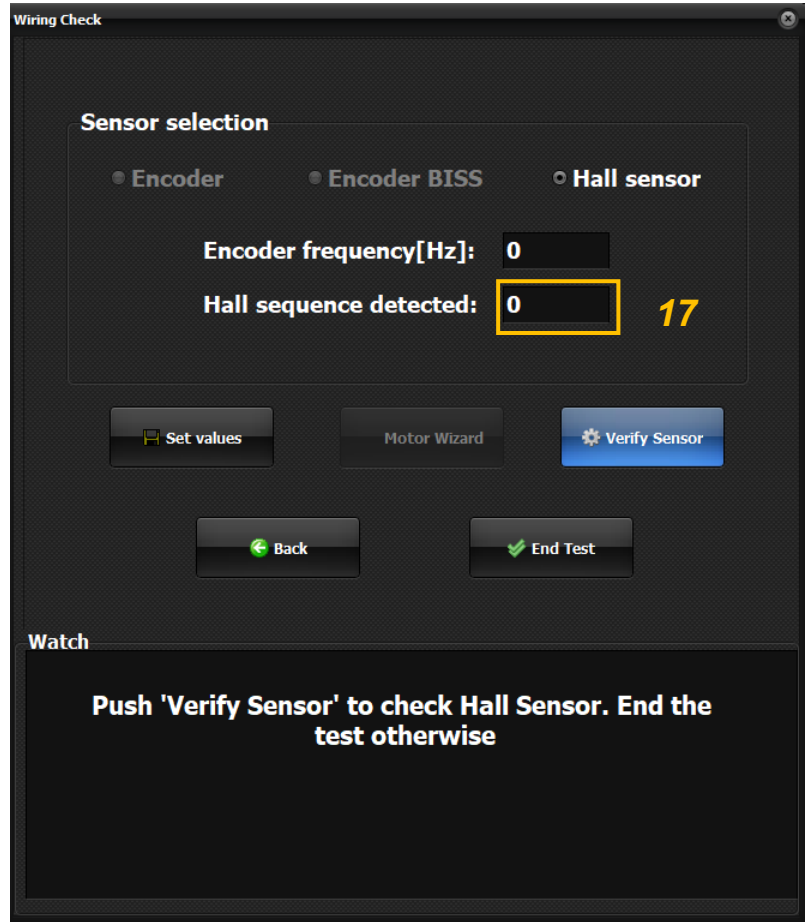 Wiring Check
Sensor selection
Encoder
Encoder BISS
Hall sensor
Encoder frequency[Hz]: 0
Hall sequence detected: 0
17
Set values
Motor Wizard
Verify Sensor
Back
End Test
Watch
Push 'Verify Sensor' to check Hall Sensor. End the
test otherwise